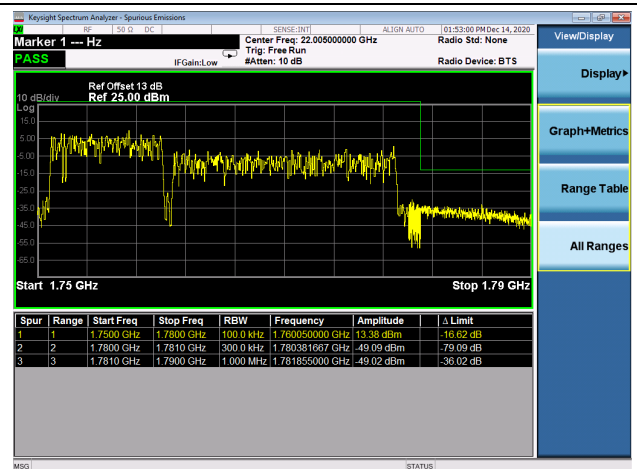 Keysight Spectrum Analyzer - Spurious Emissions
RF 50 Ω DC SENSE:INT ALIGN AUTO 01:53:00 PM Dec 14, 2020
Marker 1 --- Hz
Center Freq: 22.005000000 GHz
Radio Std: None
Trig: Free Run
PASS
IFGain:Low
#Atten: 10 dB
Radio Device: BTS
View/Display
Display
Graph+Metrics
Range Table
All Ranges
Ref Offset 13 dB
10 dB/div Ref 25.00 dBm
Log
15.0
5.00
-5.00
-15.0
-25.0
-35.0
-45.0
-55.0
-65.0
Start 1.75 GHz Stop 1.79 GHz
Spur Range Start Freq Stop Freq RBW Frequency Amplitude Δ Limit
1 1 1.7500 GHz 1.7800 GHz 100.0 kHz 1.760050000 GHz 13.38 dBm -16.62 dB
2 2 1.7800 GHz 1.7810 GHz 300.0 kHz 1.780381667 GHz -49.09 dBm -79.09 dB
3 3 1.7810 GHz 1.7900 GHz 1.000 MHz 1.781855000 GHz -49.02 dBm -36.02 dB
MSG STATUS